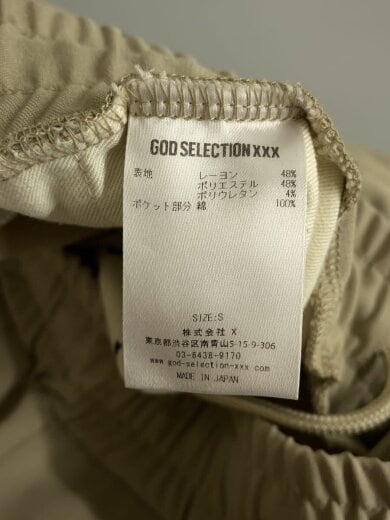 GOD SELECTION XXX
表地 レーヨン 48%
ポリエステル 48%
ポリウレタン 4%
ポケット部分 綿 100%
SIZE:S
株式会社 X
東京都渋谷区南青山5-15-9-306
03-6438-9170
www.god-selection-xxx.com
MADE IN JAPAN